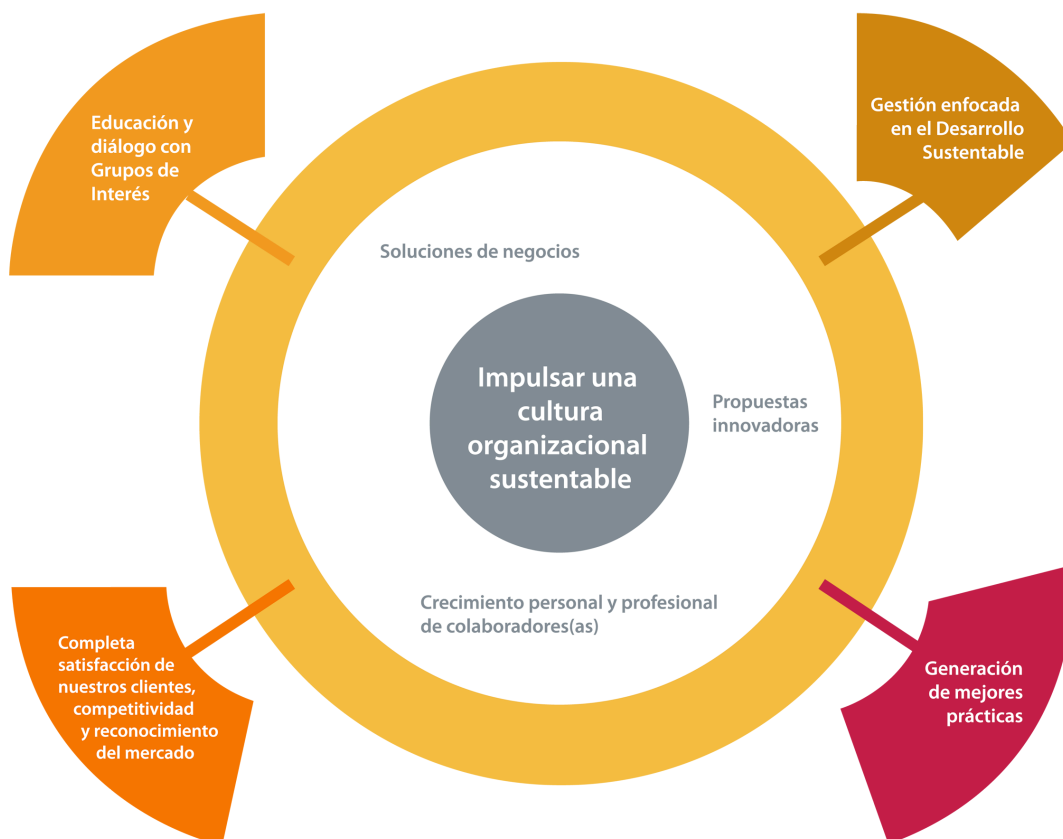 Educación y
diálogo con
Grupos de
Interés
Gestión enfocada
en el Desarrollo
Sustentable
Soluciones de negocios
Impulsar una
cultura
organizacional
sustentable
Propuestas
innovadoras
Crecimiento personal y profesional
de colaboradores(as)
Completa
satisfacción de
nuestros clientes,
competitividad
y reconocimiento
del mercado
Generación
de mejores
prácticas